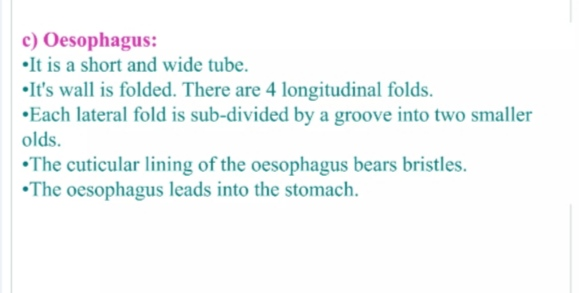 c) Oesophagus:
•It is a short and wide tube.
•It's wall is folded. There are 4 longitudinal folds.
•Each lateral fold is sub-divided by a groove into two smaller
olds.
•The cuticular lining of the oesophagus bears bristles.
•The oesophagus leads into the stomach.